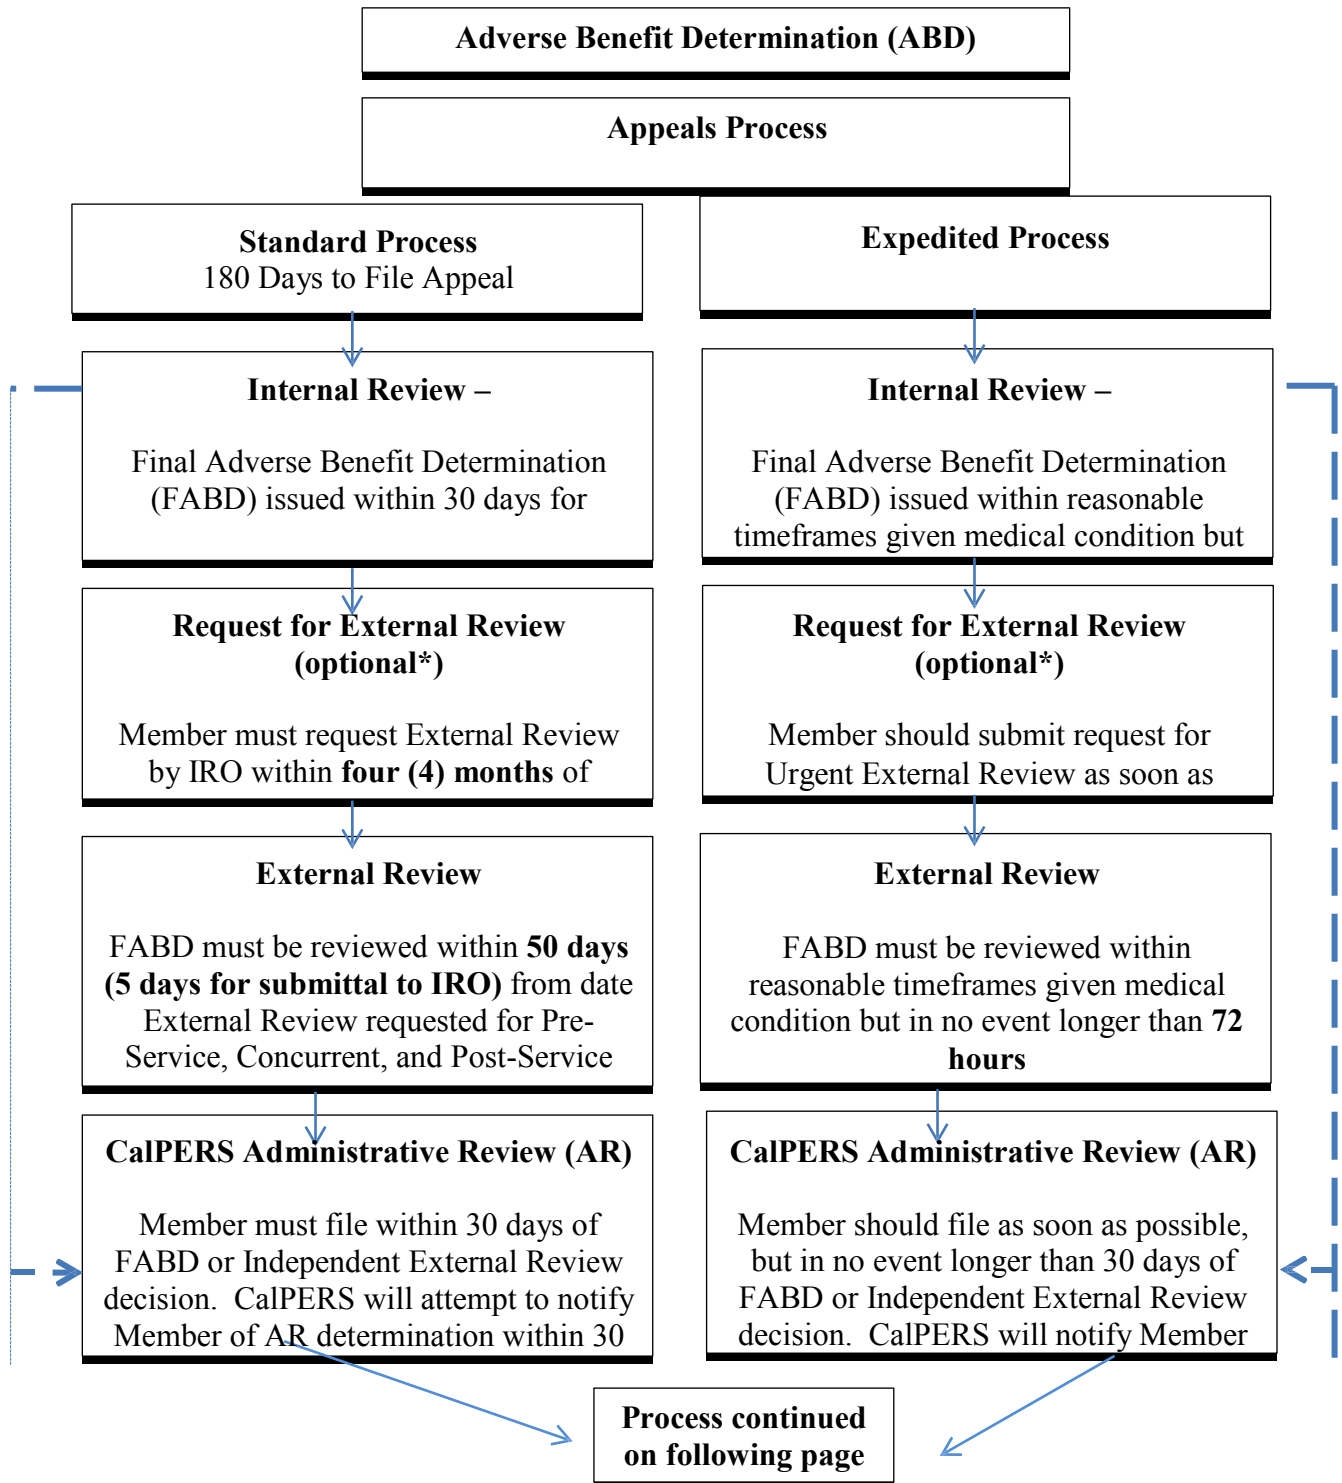 Adverse Benefit Determination (ABD)
Appeals Process
Standard Process
180 Days to File Appeal
Expedited Process
Internal Review –
Final Adverse Benefit Determination
(FABD) issued within 30 days for
Internal Review –
Final Adverse Benefit Determination
(FABD) issued within reasonable
timeframes given medical condition but
Request for External Review
(optional*)
Member must request External Review
by IRO within four (4) months of
Request for External Review
(optional*)
Member should submit request for
Urgent External Review as soon as
External Review
FABD must be reviewed within 50 days
(5 days for submittal to IRO) from date
External Review requested for Pre-
Service, Concurrent, and Post-Service
External Review
FABD must be reviewed within
reasonable timeframes given medical
condition but in no event longer than 72
hours
CalPERS Administrative Review (AR)
Member must file within 30 days of
FABD or Independent External Review
decision.  CalPERS will attempt to notify
Member of AR determination within 30
CalPERS Administrative Review (AR)
Member should file as soon as possible,
but in no event longer than 30 days of
FABD or Independent External Review
decision.  CalPERS will notify Member
Process continued
on following page